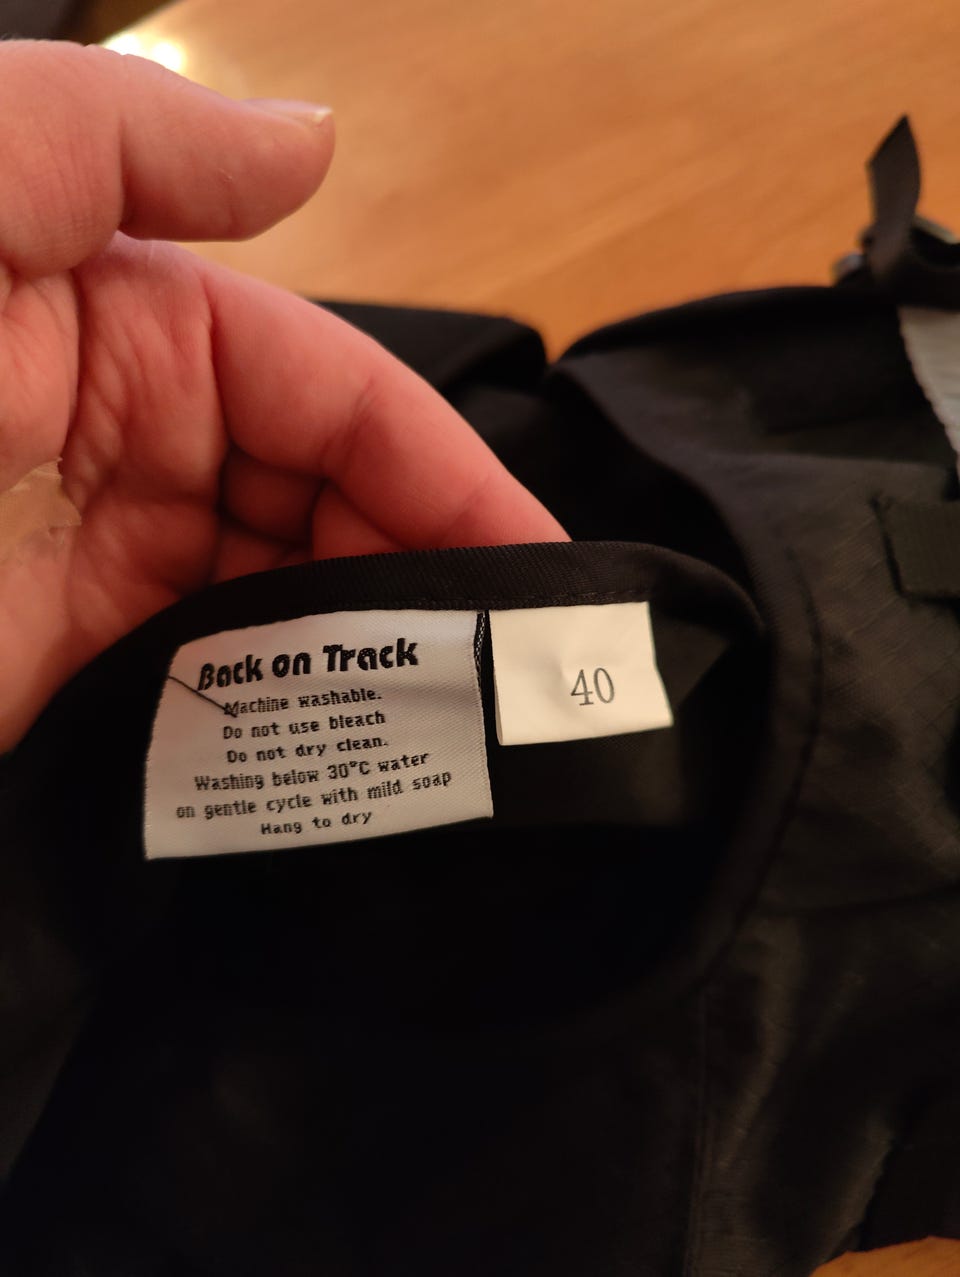 Back on Track
Machine washable.
Do not use bleach
Do not dry clean.
Washing below 30°C water
on gentle cycle with mild soap
Hang to dry
40